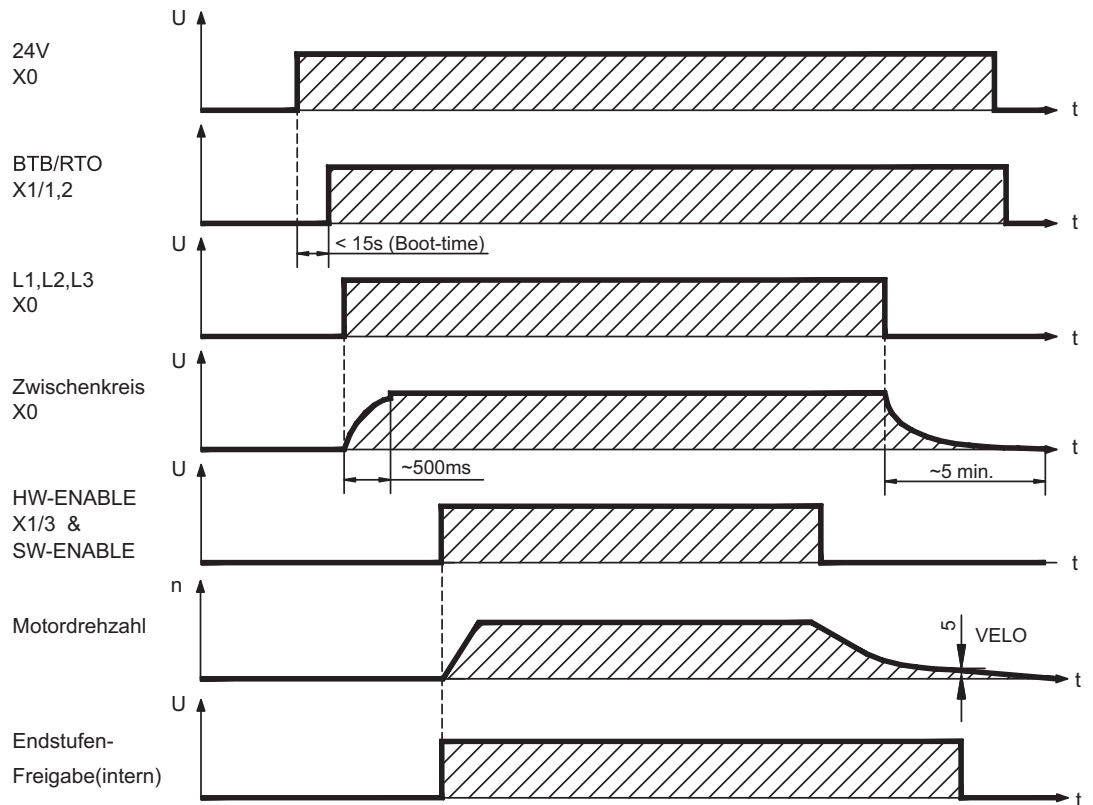 U
24V
X0
t
BTB/RTO
X1/1,2
t
< 15s (Boot-time)
U
L1,L2,L3
X0
t
U
Zwischenkreis
X0
t
~500ms
~5 min.
U
HW-ENABLE
X1/3 &
SW-ENABLE
t
n
Motordrehzahl
5
VELO
t
U
Endstufen-
Freigabe(intern)
t